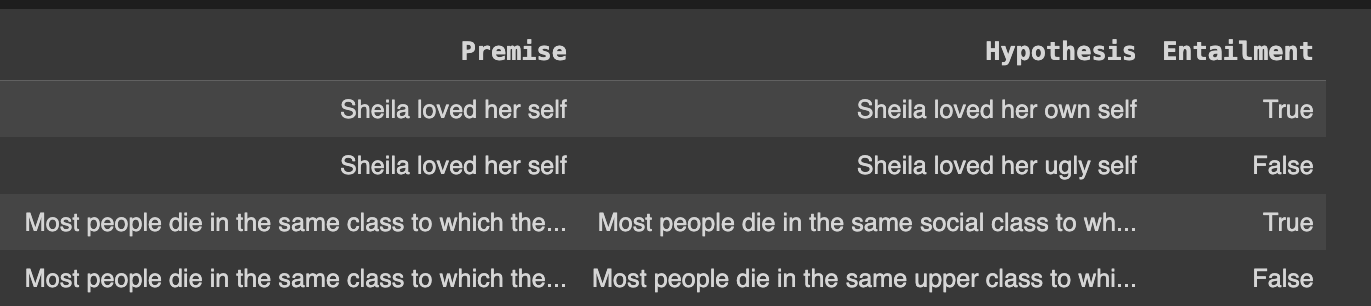 Premise Hypothesis Entailment
Sheila loved her self Sheila loved her own self True
Sheila loved her self Sheila loved her ugly self False
Most people die in the same class to which the... Most people die in the same social class to wh... True
Most people die in the same class to which the... Most people die in the same upper class to whi... False